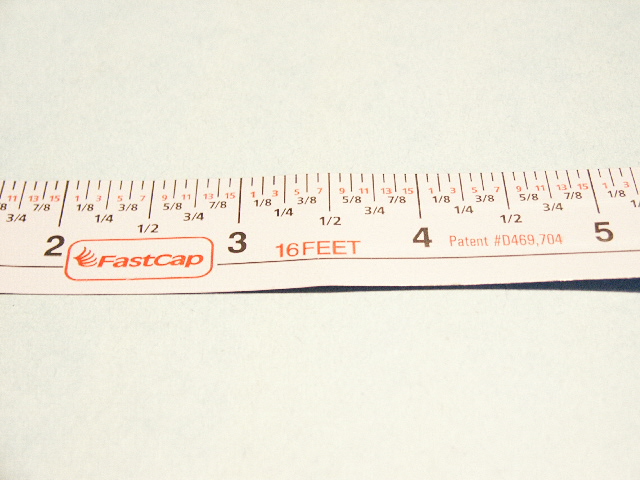 11 13 15 1 3 5 7 9 11 13 15 1 3 5 7 9 11 13 15 1 3 5 7 9 11 13 15 1 3
7/8 1/8 3/8 5/8 7/8 1/8 3/8 5/8 7/8 1/8 3/8 5/8 7/8 1/8
3/4 1/4 3/4 1/4 3/4 1/4 3/4
1/2 1/2 1/2
2 3 4 5
FastCap 16 FEET Patent #D469,704